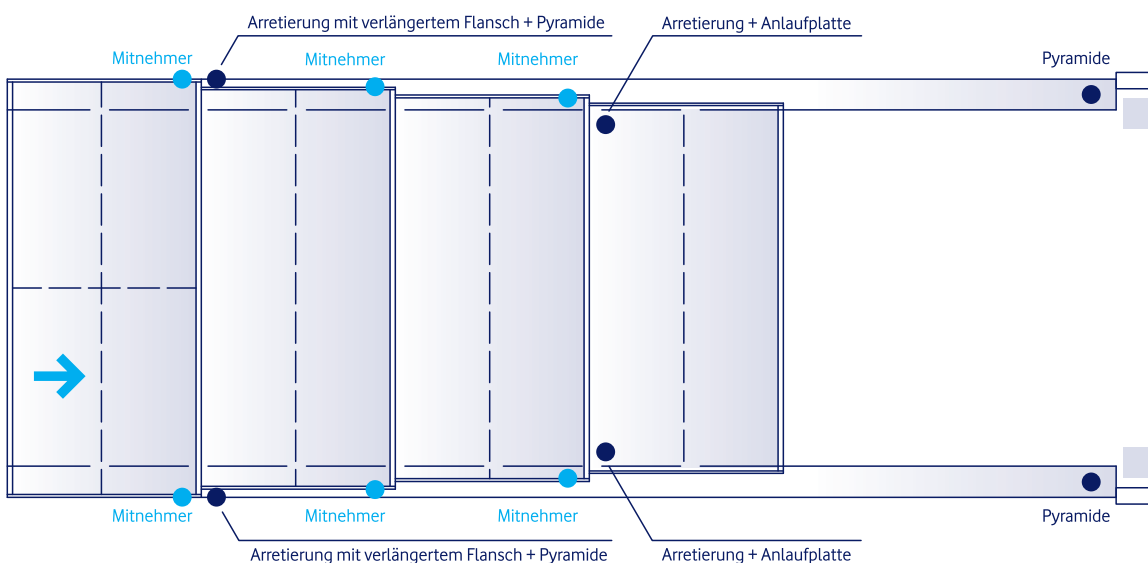 Arretierung mit verlängertem Flansch + Pyramide
Arretierung + Anlaufplatte
Mitnehmer
Mitnehmer
Mitnehmer
Pyramide
Mitnehmer
Mitnehmer
Mitnehmer
Pyramide
Arretierung mit verlängertem Flansch + Pyramide
Arretierung + Anlaufplatte